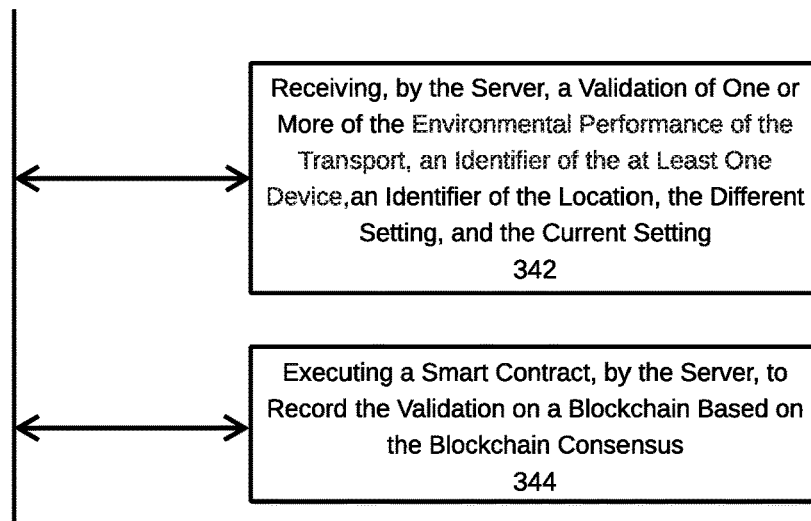 Receiving, by the Server, a Validation of One or
More of the Environmental Performance of the
Transport, an Identifier of the at Least One
Device,an Identifier of the Location, the Different
Setting, and the Current Setting
342
Executing a Smart Contract, by the Server, to
Record the Validation on a Blockchain Based on
the Blockchain Consensus
344